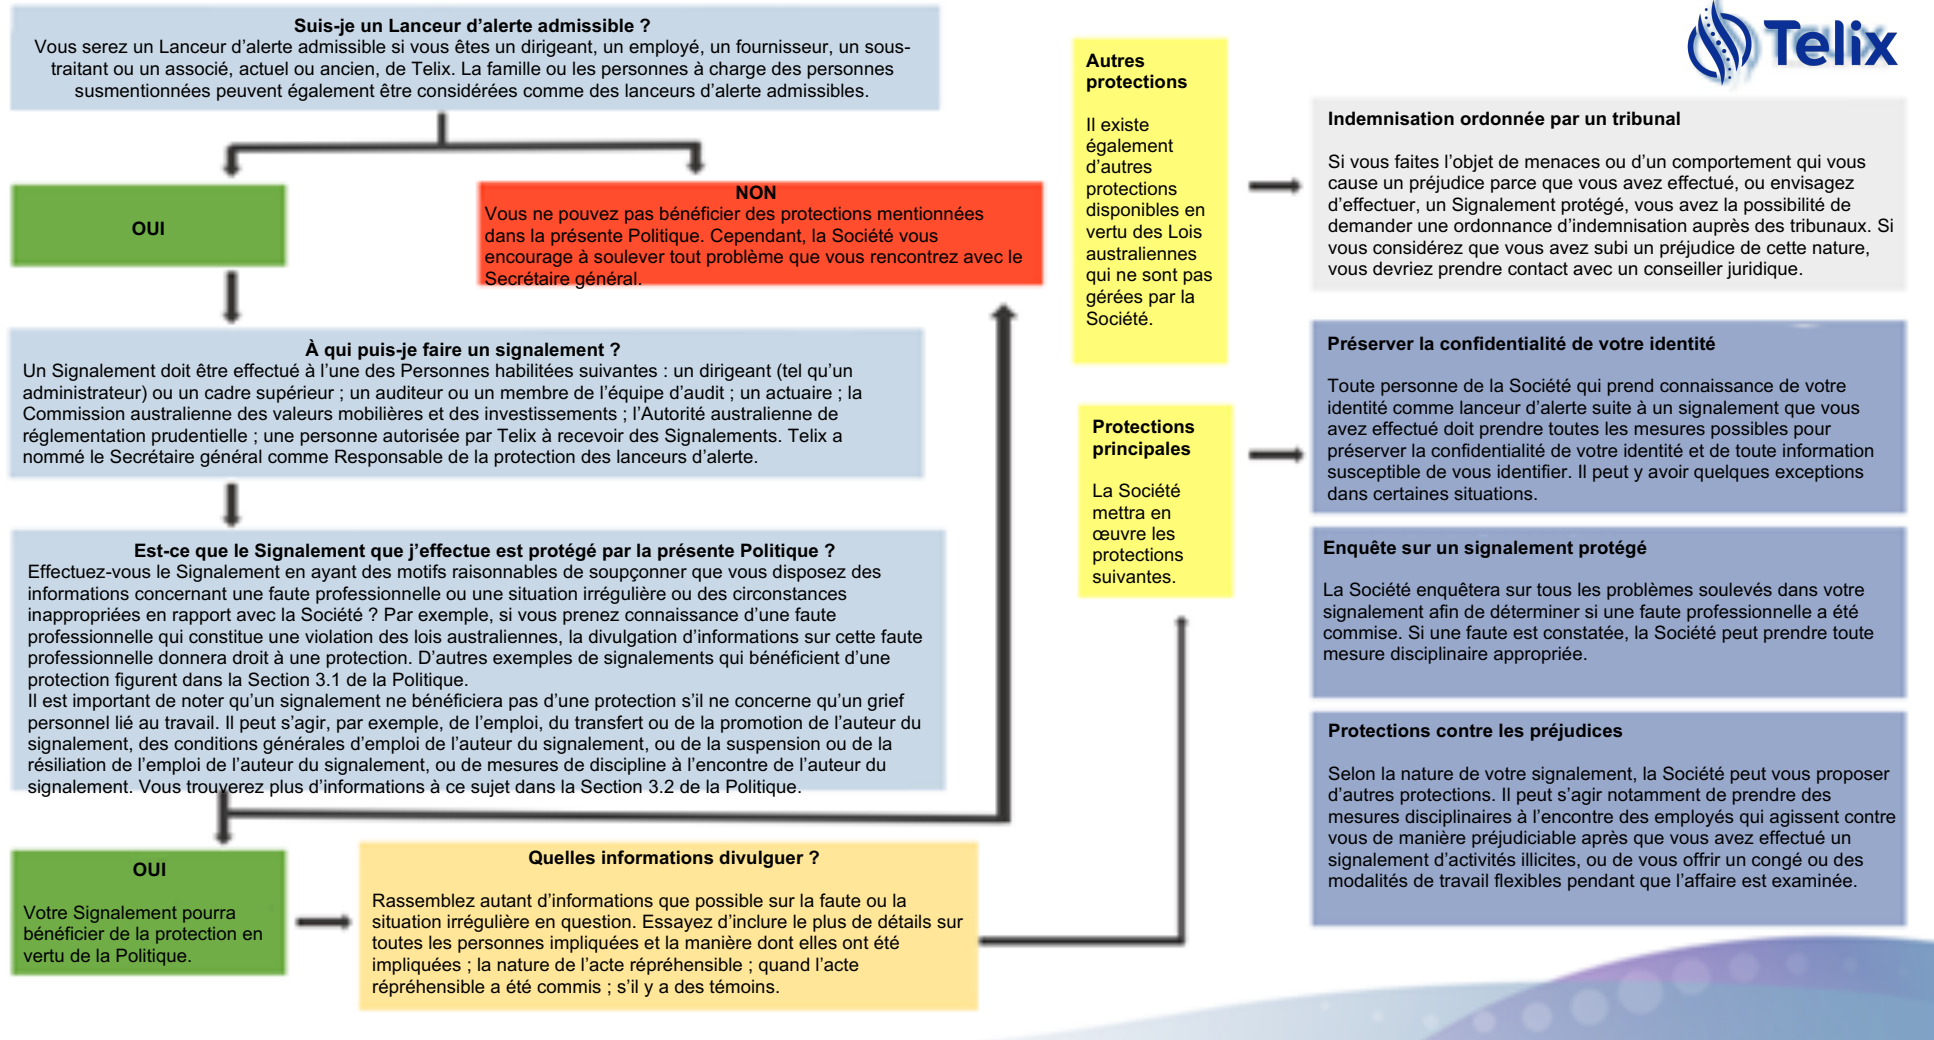 Suis-je un Lanceur d’alerte admissible ?
Vous serez un Lanceur d’alerte admissible si vous êtes un dirigeant, un employé, un fournisseur, un sous-
traitant ou un associé, actuel ou ancien, de Telix. La famille ou les personnes à charge des personnes
susmentionnées peuvent également être considérées comme des lanceurs d’alerte admissibles.
OUI
NON
Vous ne pouvez pas bénéficier des protections mentionnées
dans la présente Politique. Cependant, la Société vous
encourage à soulever tout problème que vous rencontrez avec le
Secrétaire général.
À qui puis-je faire un signalement ?
Un Signalement doit être effectué à l’une des Personnes habilitées suivantes : un dirigeant (tel qu’un
administrateur) ou un cadre supérieur ; un auditeur ou un membre de l’équipe d’audit ; un actuaire ; la
Commission australienne des valeurs mobilières et des investissements ; l’Autorité australienne de
réglementation prudentielle ; une personne autorisée par Telix à recevoir des Signalements. Telix a
nommé le Secrétaire général comme Responsable de la protection des lanceurs d’alerte.
Est-ce que le Signalement que j’effectue est protégé par la présente Politique ?
Effectuez-vous le Signalement en ayant des motifs raisonnables de soupçonner que vous disposez des
informations concernant une faute professionnelle ou une situation irrégulière ou des circonstances
inappropriées en rapport avec la Société ? Par exemple, si vous prenez connaissance d’une faute
professionnelle qui constitue une violation des lois australiennes, la divulgation d’informations sur cette faute
professionnelle donnera droit à une protection. D’autres exemples de signalements qui bénéficient d’une
protection figurent dans la Section 3.1 de la Politique.
Il est important de noter qu’un signalement ne bénéficiera pas d’une protection s’il ne concerne qu’un grief
personnel lié au travail. Il peut s’agir, par exemple, de l’emploi, du transfert ou de la promotion de l’auteur du
signalement, des conditions générales d’emploi de l’auteur du signalement, ou de la suspension ou de la
résiliation de l’emploi de l’auteur du signalement, ou de mesures de discipline à l’encontre de l’auteur du
signalement. Vous trouverez plus d’informations à ce sujet dans la Section 3.2 de la Politique.
OUI
Votre Signalement pourra
bénéficier de la protection en
vertu de la Politique.
Quelles informations divulguer ?
Rassemblez autant d’informations que possible sur la faute ou la
situation irrégulière en question. Essayez d’inclure le plus de détails sur
toutes les personnes impliquées et la manière dont elles ont été
impliquées ; la nature de l’acte répréhensible ; quand l’acte
répréhensible a été commis ; s’il y a des témoins.
Autres
protections
Il existe
également
d’autres
protections
disponibles en
vertu des Lois
australiennes
qui ne sont pas
gérées par la
Société.
Protections
principales
La Société
mettra en
œuvre les
protections
suivantes.
Telix
Indemnisation ordonnée par un tribunal
Si vous faites l’objet de menaces ou d’un comportement qui vous
cause un préjudice parce que vous avez effectué, ou envisagez
d’effectuer, un Signalement protégé, vous avez la possibilité de
demander une ordonnance d’indemnisation auprès des tribunaux. Si
vous considérez que vous avez subi un préjudice de cette nature,
vous devriez prendre contact avec un conseiller juridique.
Préserver la confidentialité de votre identité
Toute personne de la Société qui prend connaissance de votre
identité comme lanceur d’alerte suite à un signalement que vous
avez effectué doit prendre toutes les mesures possibles pour
préserver la confidentialité de votre identité et de toute information
susceptible de vous identifier. Il peut y avoir quelques exceptions
dans certaines situations.
Enquête sur un signalement protégé
La Société enquêtera sur tous les problèmes soulevés dans votre
signalement afin de déterminer si une faute professionnelle a été
commise. Si une faute est constatée, la Société peut prendre toute
mesure disciplinaire appropriée.
Protections contre les préjudices
Selon la nature de votre signalement, la Société peut vous proposer
d’autres protections. Il peut s’agir notamment de prendre des
mesures disciplinaires à l’encontre des employés qui agissent contre
vous de manière préjudiciable après que vous avez effectué un
signalement d’activités illicites, ou de vous offrir un congé ou des
modalités de travail flexibles pendant que l’affaire est examinée.